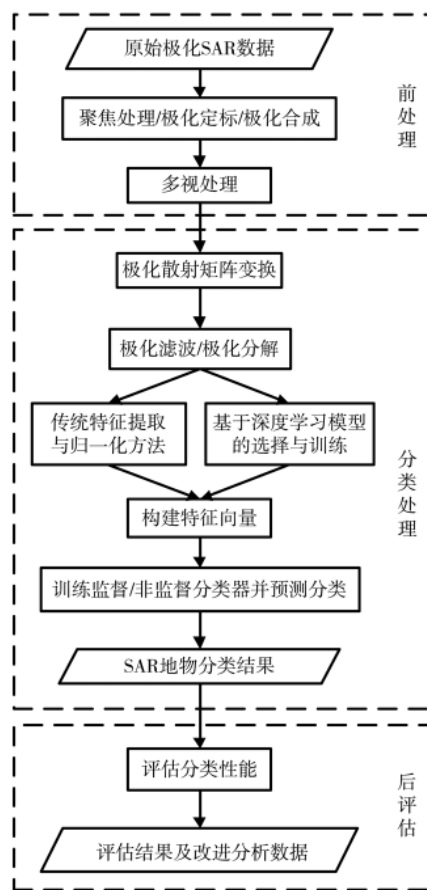 原始极化SAR数据
聚焦处理/极化定标/极化合成
多视处理
前处理
极化散射矩阵变换
极化滤波/极化分解
传统特征提取
与归一化方法
基于深度学习模型
的选择与训练
构建特征向量
训练监督/非监督分类器并预测分类
SAR地物分类结果
分类处理
评估分类性能
评估结果及改进分析数据
后评估